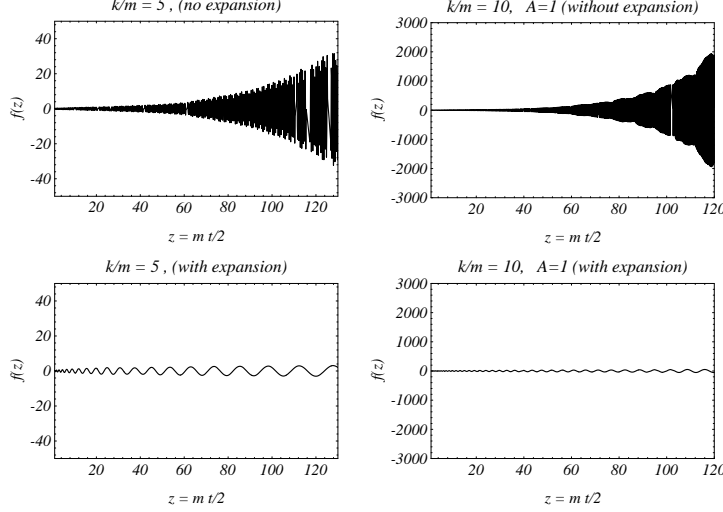 k/m = 5 , (no expansion)
40
20
0
-20
-40
f(z)
20 40 60 80 100 120
z = m t/2
k/m = 10, A=1 (without expansion)
3000
2000
1000
0
-1000
-2000
-3000
f(z)
20 40 60 80 100 120
z = m t/2
k/m = 5 , (with expansion)
40
20
0
-20
-40
f(z)
20 40 60 80 100 120
z = m t/2
k/m = 10, A=1 (with expansion)
3000
2000
1000
0
-1000
-2000
-3000
f(z)
20 40 60 80 100 120
z = m t/2